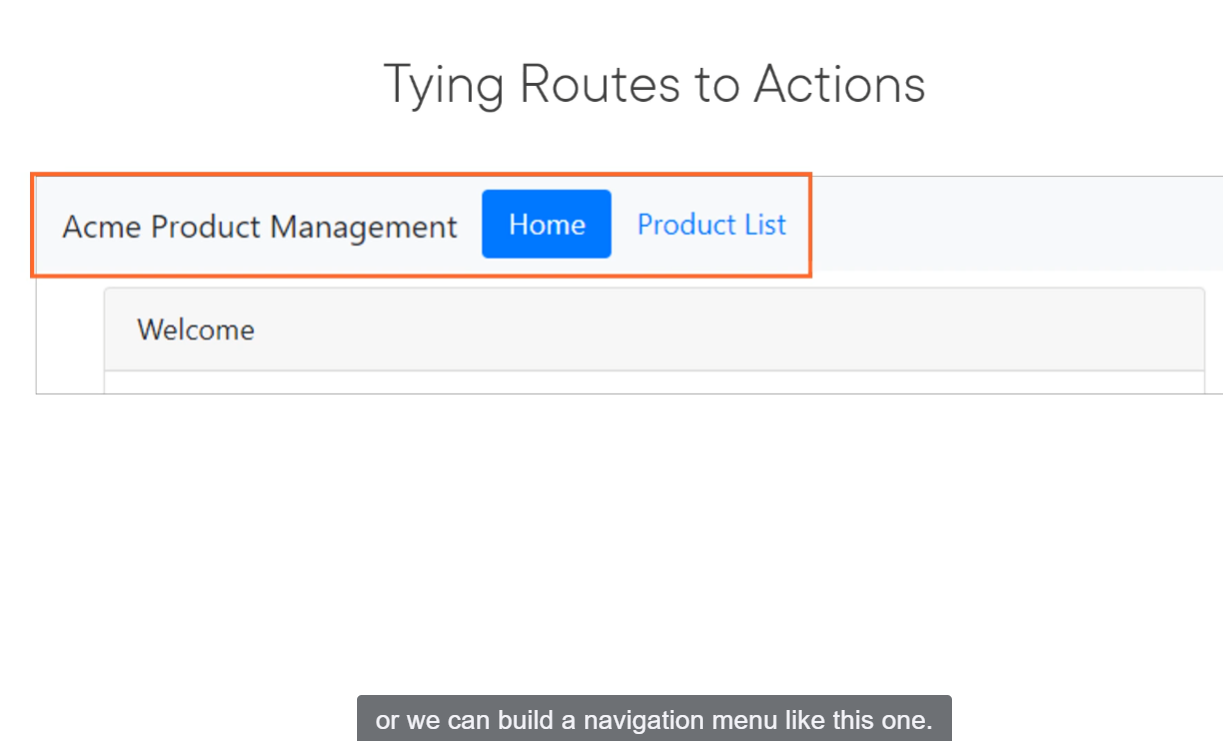 Tying Routes to Actions
Acme Product Management Home Product List
Welcome
or we can build a navigation menu like this one.